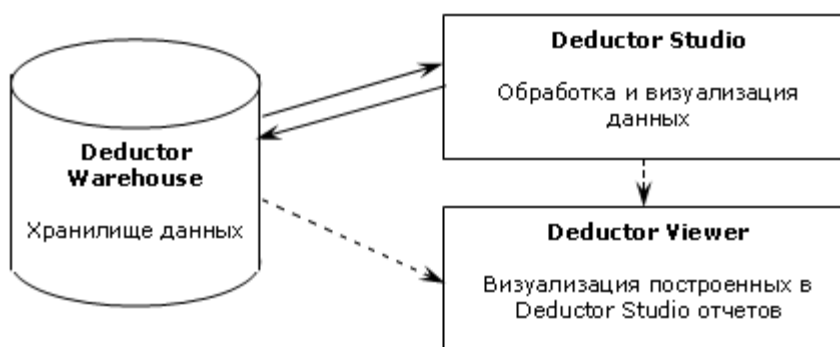 Deductor
Warehouse
Хранилище данных
Deductor Studio
Обработка и визуализация
данных
Deductor Viewer
Визуализация построенных в
Deductor Studio отчетов